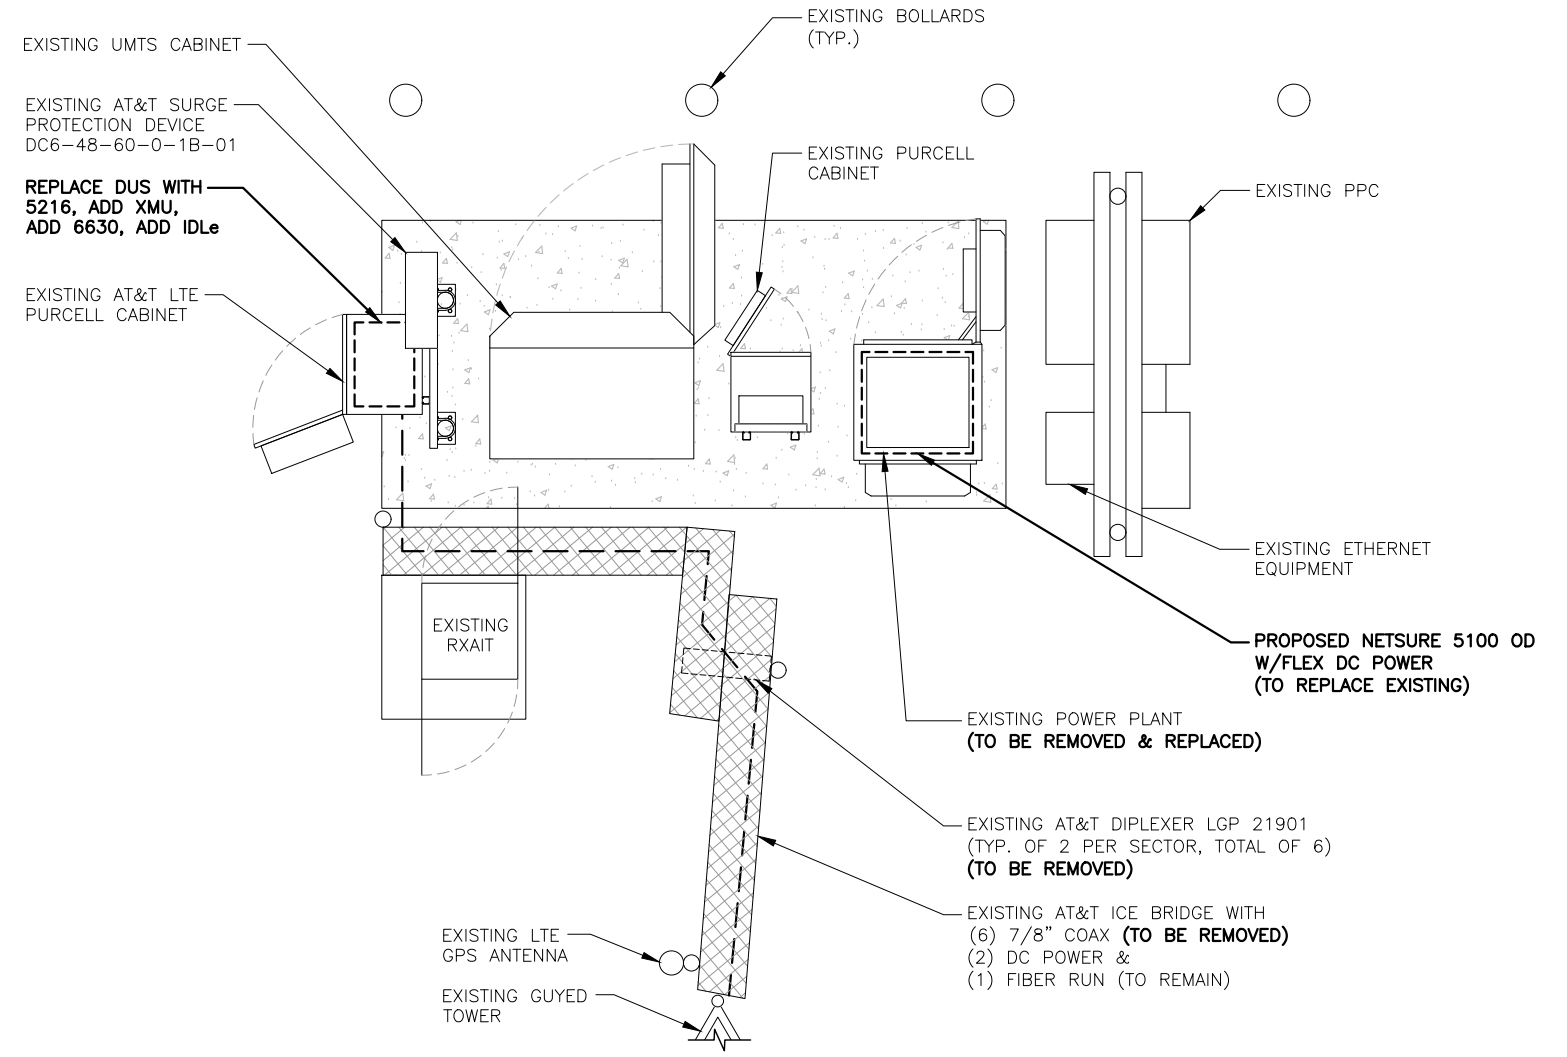 EXISTING UMTS CABINET
EXISTING AT&T SURGE
PROTECTION DEVICE
DC6-48-60-0-1B-01
REPLACE DUS WITH
5216, ADD XMU,
ADD 6630, ADD IDLe
EXISTING AT&T LTE
PURCELL CABINET
EXISTING BOLLARDS
(TYP.)
EXISTING PURCELL
CABINET
EXISTING PPC
EXISTING ETHERNET
EQUIPMENT
PROPOSED NETSURE 5100 OD
W/FLEX DC POWER
(TO REPLACE EXISTING)
EXISTING
RXAIT
EXISTING POWER PLANT
(TO BE REMOVED & REPLACED)
EXISTING AT&T DIPLEXER LGP 21901
(TYP. OF 2 PER SECTOR, TOTAL OF 6)
(TO BE REMOVED)
EXISTING AT&T ICE BRIDGE WITH
(6) 7/8" COAX (TO BE REMOVED)
(2) DC POWER &
(1) FIBER RUN (TO REMAIN)
EXISTING LTE
GPS ANTENNA
EXISTING GUYED
TOWER